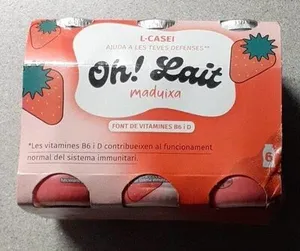 L-CASEI
AJUDA A LES TEVES DEFENSES**
Oh! Lait
maduixa
FONT DE VITAMINES B6 i D
*Les vitamines B6 i D contribueixen al funcionament
normal del sistema immunitari.
6